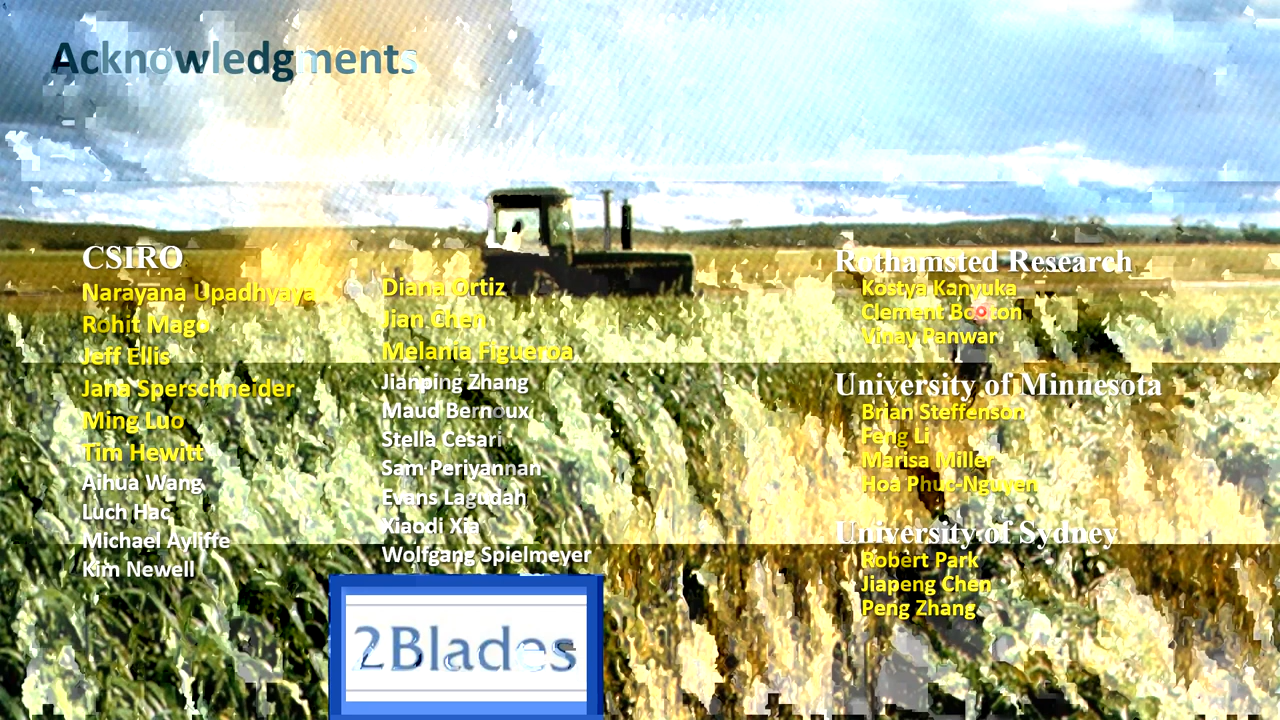 Acknowledgments
CSIRO
Narayana Upadhyaya
Rohit Mago
Jeff Ellis
Jana Sperschneider
Ming Luo
Tim Hewitt
Aihua Wang
Luch Hac
Michael Ayliffe
Kim Newell
Diana Ortiz
Jian Chen
Melania Figueroa
Jianping Zhang
Maud Bernoux
Stella Cesari
Sam Periyannan
Evans Lagudah
Xiaodi Xia
Wolfgang Spielmeyer
2Blades
Rothamsted Research
Kostya Kanyuka
Clement
Vinay Panwar
University of Minnesota
Brian Steffenson
Feng Li
Marisa Miller
Hoa Phuc-Nguyen
University of Sydney
Robert Park
Jiapeng Chen
Peng Zhang